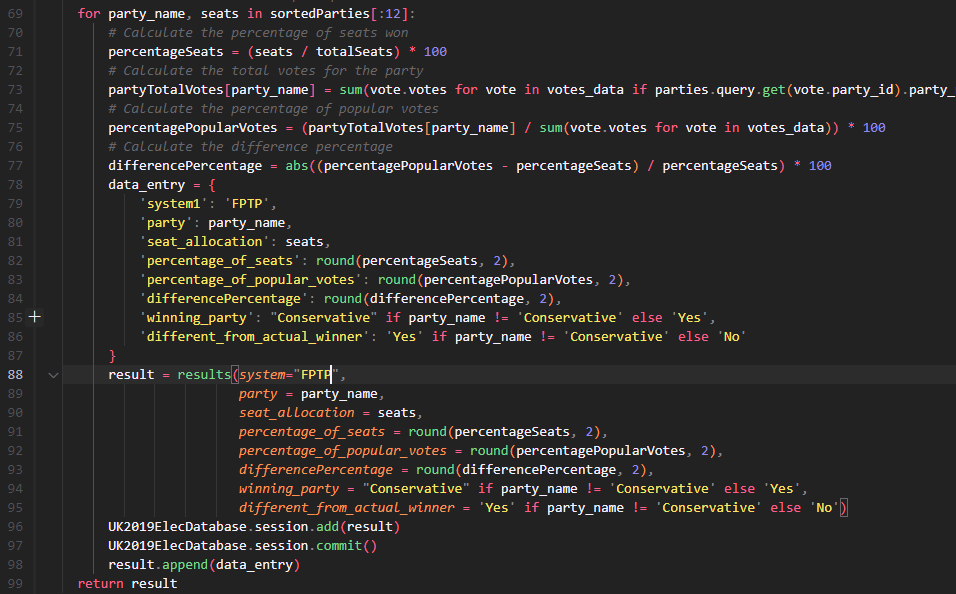 69 for party_name, seats in sortedParties[:12]:
70 # Calculate the percentage of seats won
71 percentageSeats = (seats / totalSeats) * 100
72 # Calculate the total votes for the party
73 partyTotalVotes[party_name] = sum(vote.votes for vote in votes_data if parties.query.get(vote.party_id).party_
74 # Calculate the percentage of popular votes
75 percentagePopularVotes = (partyTotalVotes[party_name] / sum(vote.votes for vote in votes_data)) * 100
76 # Calculate the difference percentage
77 differencePercentage = abs((percentagePopularVotes - percentageSeats) / percentageSeats) * 100
78 data_entry = {
79 'system1': 'FPTP',
80 'party': party_name,
81 'seat_allocation': seats,
82 'percentage_of_seats': round(percentageSeats, 2),
83 'percentage_of_popular_votes': round(percentagePopularVotes, 2),
84 'differencePercentage': round(differencePercentage, 2),
85 'winning_party': "Conservative" if party_name != 'Conservative' else 'Yes',
86 'different_from_actual_winner': 'Yes' if party_name != 'Conservative' else 'No'
87 }
88 result = results(system="FPTP",
89 party = party_name,
90 seat_allocation = seats,
91 percentage_of_seats = round(percentageSeats, 2),
92 percentage_of_popular_votes = round(percentagePopularVotes, 2),
93 differencePercentage = round(differencePercentage, 2),
94 winning_party = "Conservative" if party_name != 'Conservative' else 'Yes',
95 different_from_actual_winner = 'Yes' if party_name != 'Conservative' else 'No')
96 UK2019ElecDatabase.session.add(result)
97 UK2019ElecDatabase.session.commit()
98 result.append(data_entry)
99 return result